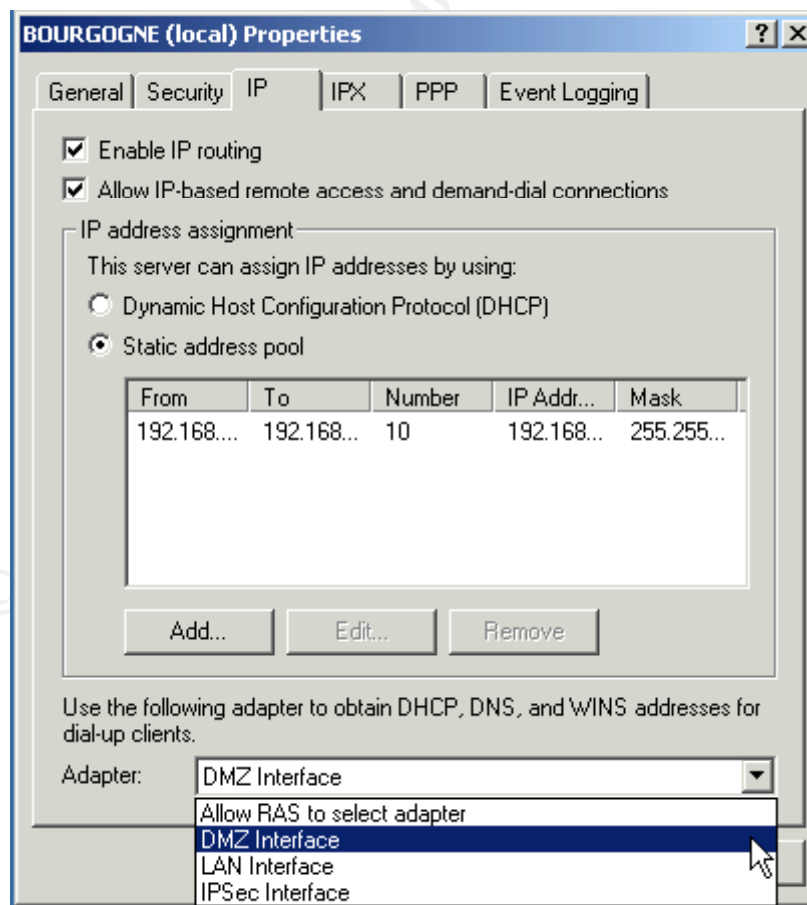 BOURGOGNE (local) Properties
General Security IP IPX PPP Event Logging
Enable IP routing
Allow IP-based remote access and demand-dial connections
IP address assignment
This server can assign IP addresses by using:
Dynamic Host Configuration Protocol (DHCP)
Static address pool
From To Number IP Addr... Mask
192.168.... 192.168... 10 192.168... 255.255...
Add... Edit... Remove
Use the following adapter to obtain DHCP, DNS, and WINS addresses for
dial-up clients.
Adapter: DMZ Interface
Allow RAS to select adapter
DMZ Interface
LAN Interface
IPSec Interface